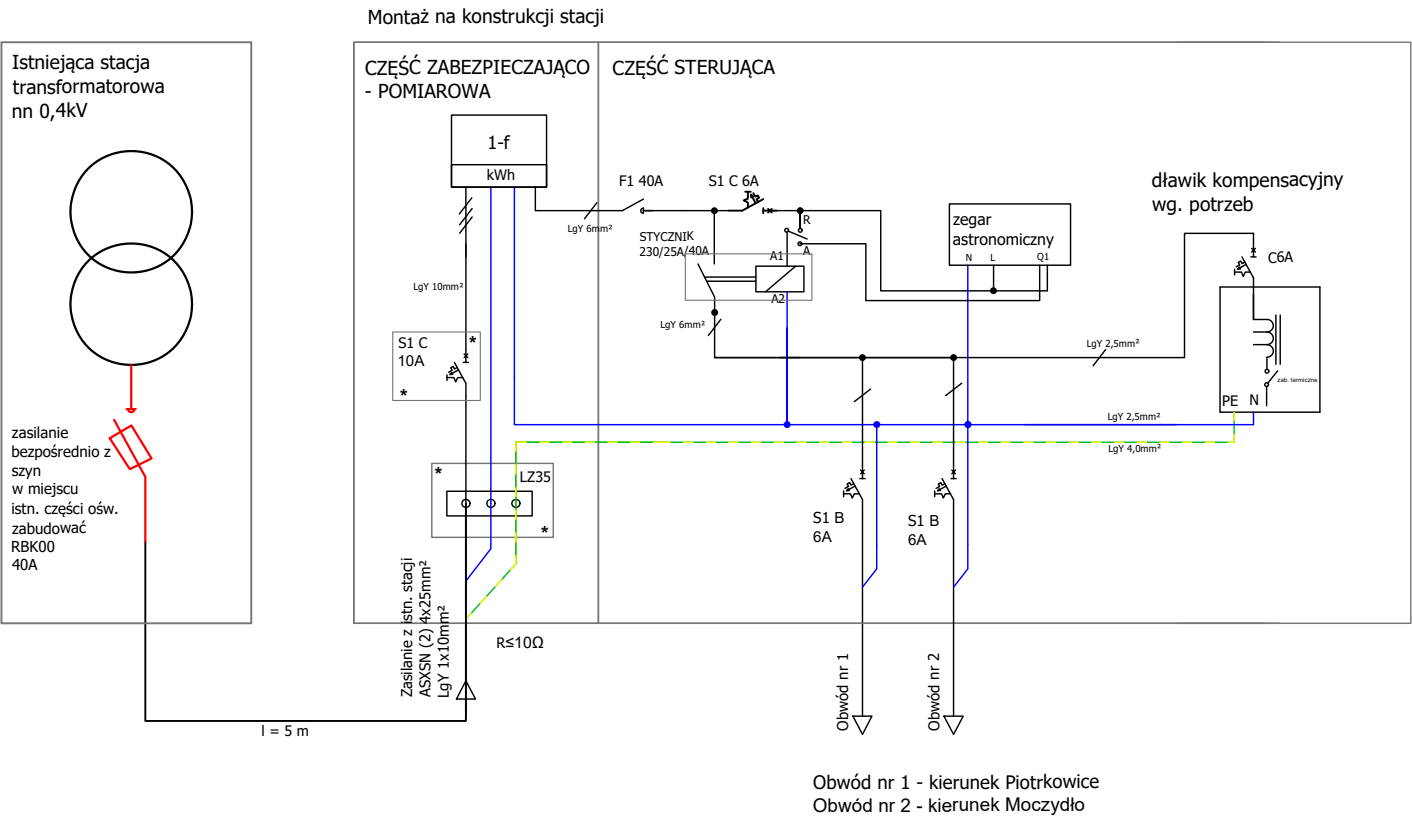 Montaż na konstrukcji stacji
Istniejąca stacja
transformatorowa
nn 0,4kV
zasilanie
bezpośrednio z
szyn
w miejscu
istn. części ośw.
zabudować
RBK00
40A
l = 5 m
CZĘŚĆ ZABEZPIECZAJĄCO
- POMIAROWA
1-f
kWh
LgY 10mm²
S1 C
10A
*
*
*
LZ35
*
Zasilanie z istn. stacji
ASXSN (2) 4x25mm²
LgY 1x10mm²
R≤10Ω
CZĘŚĆ STERUJĄCA
F1 40A
S1 C 6A
LgY 6mm²
STYCZNIK
230/25A/40A
R
A
A1
A2
LgY 6mm²
zegar
astronomiczny
N L Q1
dławik kompensacyjny
wg. potrzeb
C6A
LgY 2,5mm²
zab. termiczne
PE N
LgY 2,5mm²
LgY 4,0mm²
S1 B
6A
S1 B
6A
Obwód nr 1
Obwód nr 2
Obwód nr 1 - kierunek Piotrkowice
Obwód nr 2 - kierunek Moczydło